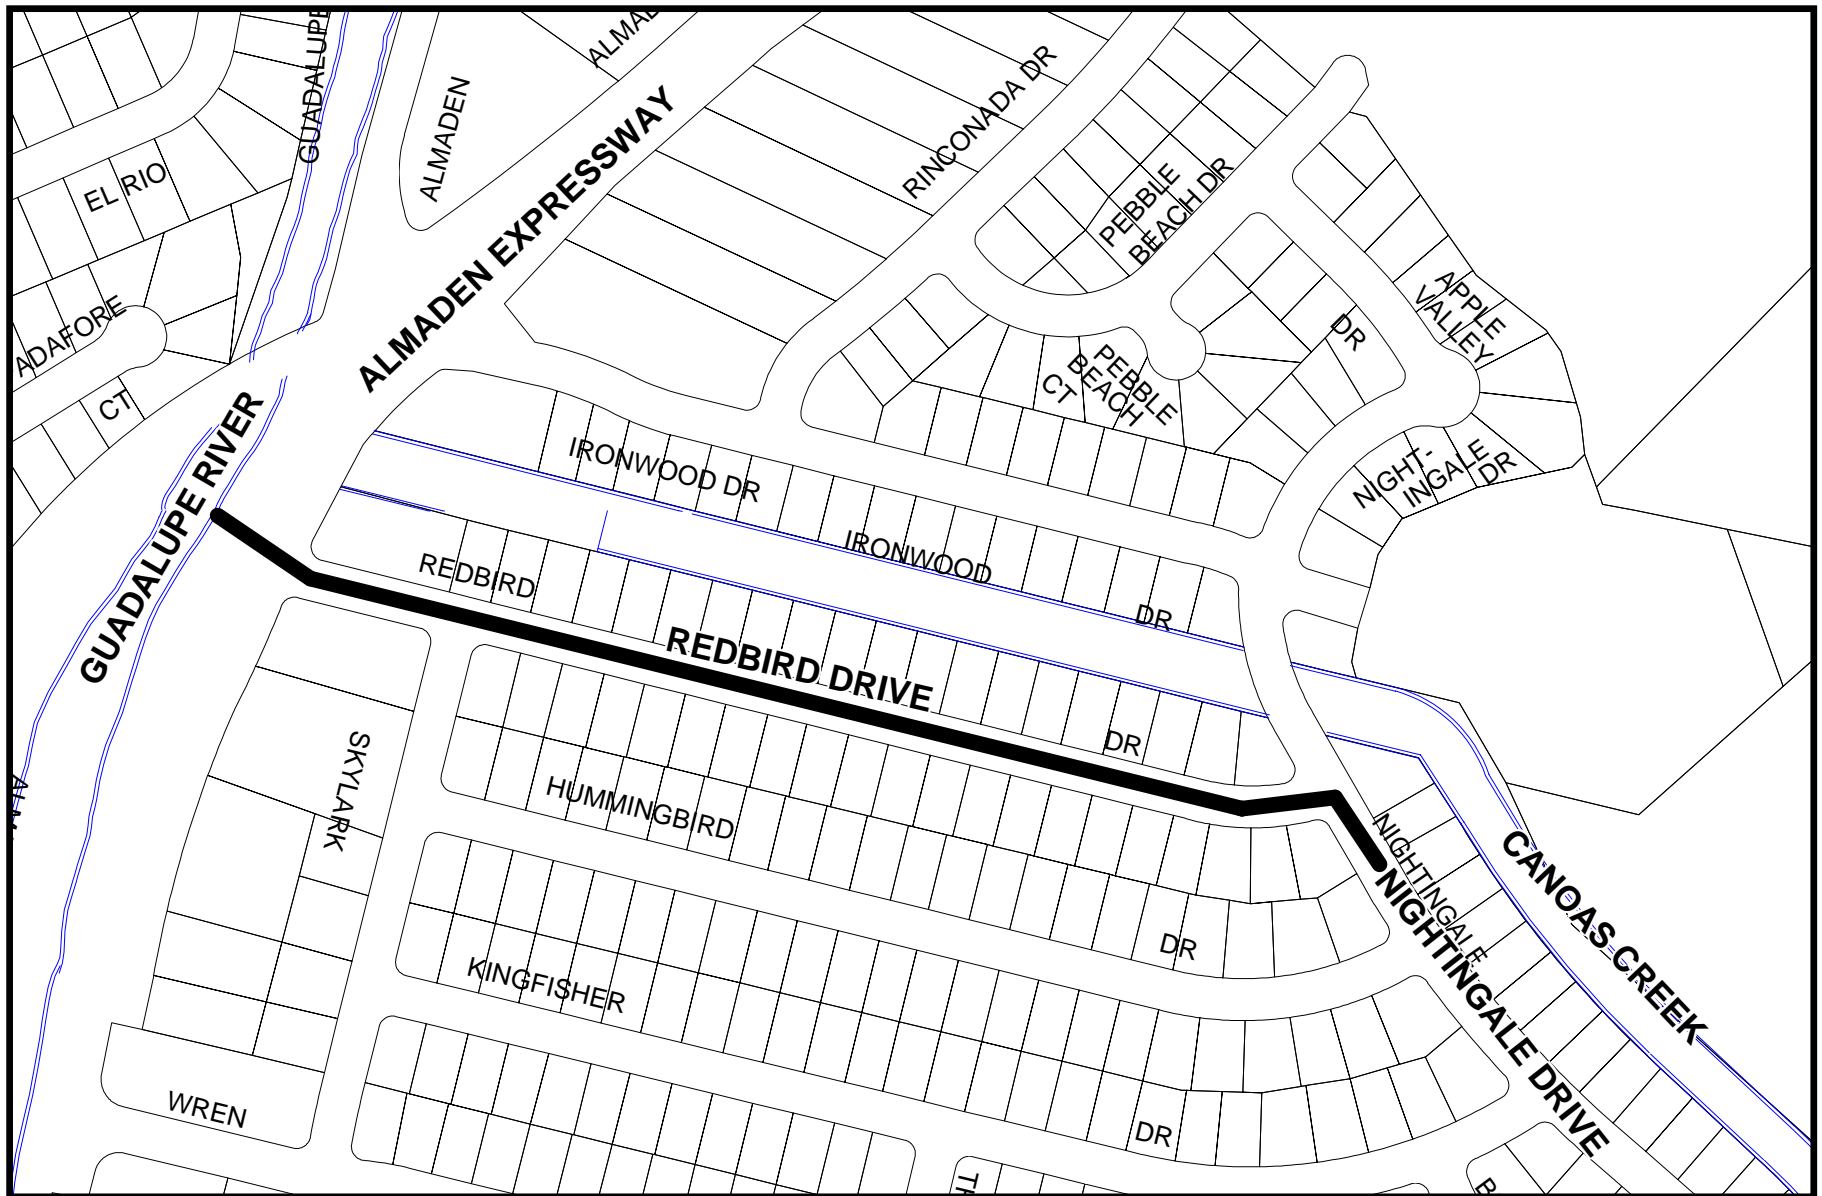 GUADALUPE
ALMADEN
ALMAD
RINCONADA DR
ALMADEN EXPRESSWAY
EL RIO
PEBBLE
BEACH DR
ADAFORE
CT
APPLE
VALLEY
DR
PEBBLE
BEACH
CT
GUADALUPE RIVER
IRONWOOD DR
NIGHT-
INGALE
DR
IRONWOOD
DR
REDBIRD
REDBIRD DRIVE
DR
SKYLARK
HUMMINGBIRD
DR
NIGHTINGALE
CANOAS CREEK
NIGHTINGALE DRIVE
KINGFISHER
DR
WREN